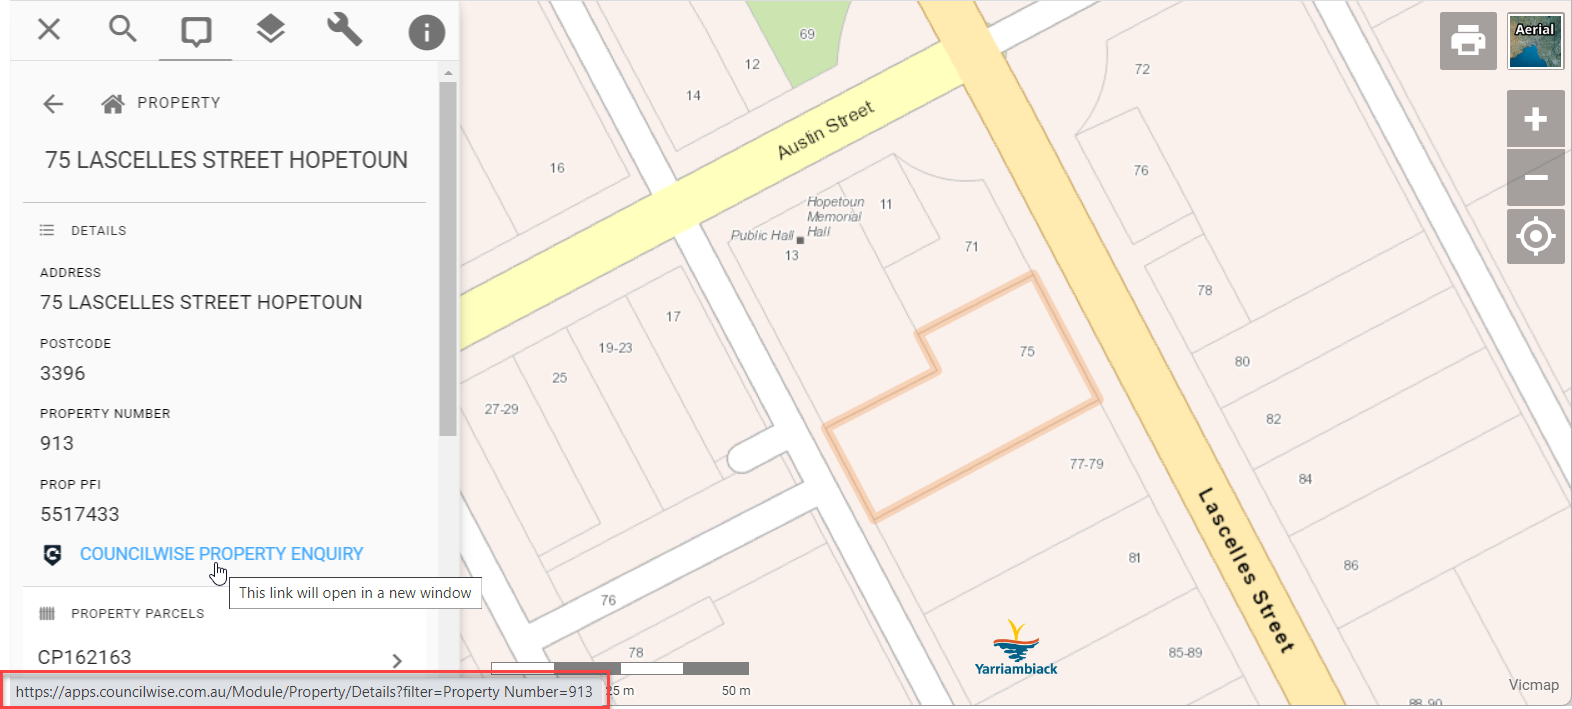 PROPERTY
75 LASCELLES STREET HOPETOUN
DETAILS
ADDRESS
75 LASCELLES STREET HOPETOUN
POSTCODE
3396
PROPERTY NUMBER
913
PROP PFI
5517433
COUNCILWISE PROPERTY ENQUIRY
This link will open in a new window
PROPERTY PARCELS
CP162163
https://apps.councilwise.com.au/Module/Property/Details?filter=Property Number=913
69
12
14
16
Austin Street
72
76
Hopetoun
Memorial
Hall
Public Hall
11
13
71
78
17
19-23
25
27-29
75
80
82
77-79
84
Lascelles Street
81
86
76
78
85-89
88-90
25 m
50 m
Yarriambiack
Vicmap
Aerial